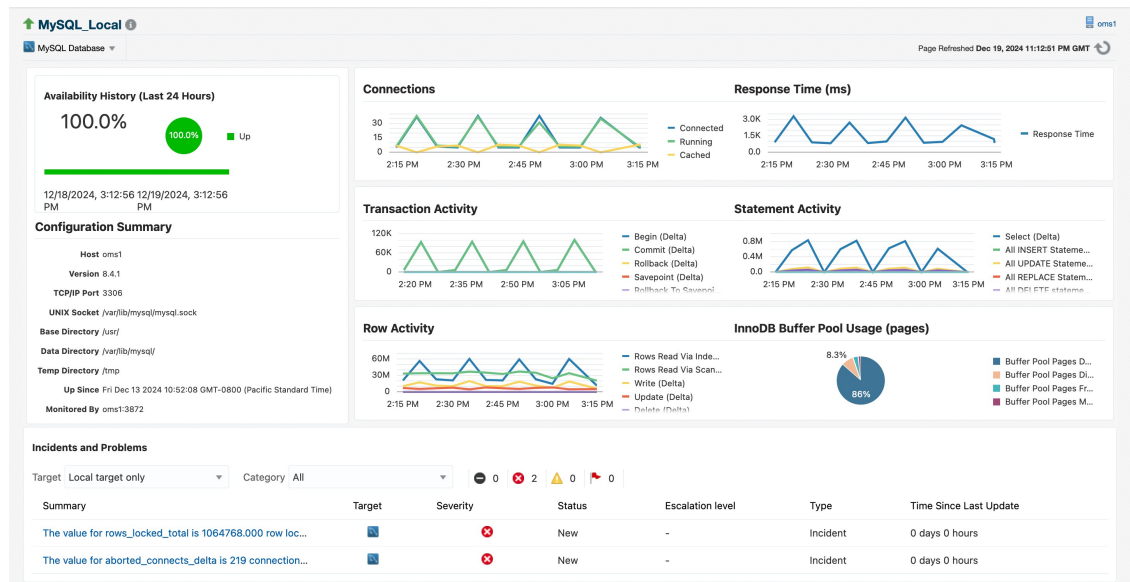 MySQL_Local
oms1
MySQL Database
Page Refreshed Dec 19, 2024 11:12:51 PM GMT
Availability History (Last 24 Hours)
100.0%
100.0%
Up
12/18/2024, 3:12:56 PM
12/19/2024, 3:12:56 PM
Configuration Summary
Host oms1
Version 8.4.1
TCP/IP Port 3306
UNIX Socket /var/lib/mysql/mysql.sock
Base Directory /usr/
Data Directory /var/lib/mysql/
Temp Directory /tmp
Up Since Fri Dec 13 2024 10:52:08 GMT-0800 (Pacific Standard Time)
Monitored By oms1:3872
Connections
30
15
0
2:15 PM 2:30 PM 2:45 PM 3:00 PM 3:15 PM
Connected
Running
Cached
Response Time (ms)
3.0K
1.5K
0.0
2:15 PM 2:30 PM 2:45 PM 3:00 PM 3:15 PM
Response Time
Transaction Activity
120K
60K
0
2:20 PM 2:35 PM 2:50 PM 3:05 PM
Begin (Delta)
Commit (Delta)
Rollback (Delta)
Savepoint (Delta)
Rollback To Savepoi...
Statement Activity
0.8M
0.4M
0.0
2:15 PM 2:30 PM 2:45 PM 3:00 PM 3:15 PM
Select (Delta)
All INSERT Stateme...
All UPDATE Stateme...
All REPLACE Statem...
All DELETE stateme...
Row Activity
60M
30M
0
2:15 PM 2:30 PM 2:45 PM 3:00 PM 3:15 PM
Rows Read Via Inde...
Rows Read Via Scan...
Write (Delta)
Update (Delta)
Delete (Delta)
InnoDB Buffer Pool Usage (pages)
8.3%
86%
Buffer Pool Pages D...
Buffer Pool Pages Di...
Buffer Pool Pages Fr...
Buffer Pool Pages M...
Incidents and Problems
Target Local target only Category All 0 2 0 0
Summary Target Severity Status Escalation level Type Time Since Last Update
The value for rows_locked_total is 1064768.000 row loc... New - Incident 0 days 0 hours
The value for aborted_connects_delta is 219 connection... New - Incident 0 days 0 hours